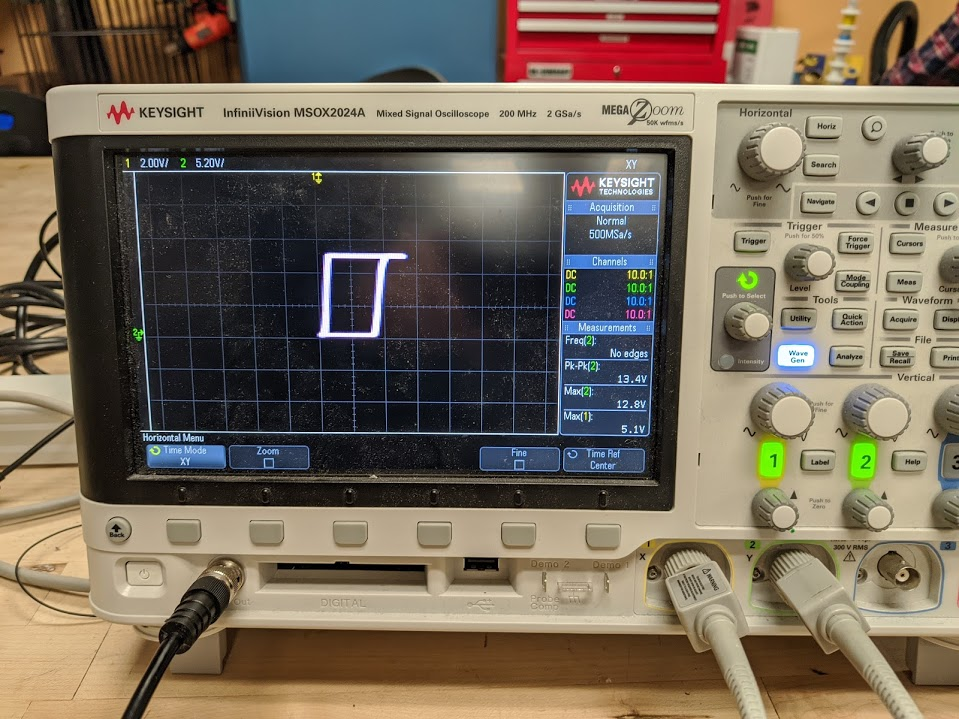 KEYSIGHT InfiniiVision MSOX2024A Mixed Signal Oscilloscope 200 MHz 2 GSa/s MEGA Zoom
50K wfms/s
1 2.00V/ 2 5.20V/ XY
KEYSIGHT
TECHNOLOGIES
Acquisition
Normal
500MSa/s
Channels
DC 10.0:1
DC 10.0:1
DC 10.0:1
DC 10.0:1
Measurements
Freq(2):
No edges
Pk-Pk(2):
13.4V
Max(2):
12.8V
Max(1):
5.1V
Horizontal Menu
Time Mode
XY
Zoom
Fine
Time Ref
Center
Back
DIGITAL
Demo 2
Demo 1
Probe
Comp
Horizontal
Horiz
Search
Navigate
Push for
Fine
Push to
Trigger
Push for 50%
Trigger
Force
Trigger
Level
Mode
Coupling
Measure
Cursors
Meas
Push to Select
Intensity
Tools
Utility
Quick
Action
Wave
Gen
Analyze
Waveform
Acquire
File
Save
Recall
Print
Vertical
Push for
Fine
1
Label
2
Help
3
Push to
Zero
1
X
2
Y
300 V RMS
3